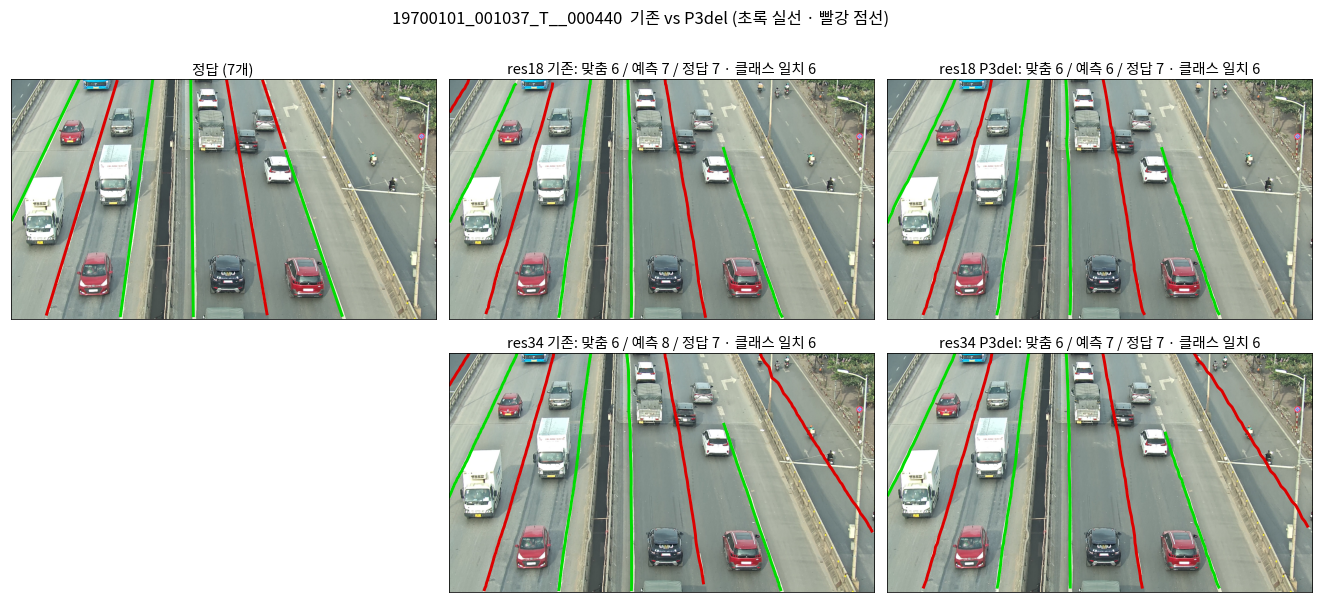 19700101_001037_T__000440 기존 vs P3del (초록 실선 · 빨강 점선)
정답 (7개)
res18 기존: 맞춤 6 / 예측 7 / 정답 7 · 클래스 일치 6
res18 P3del: 맞춤 6 / 예측 6 / 정답 7 · 클래스 일치 6
res34 기존: 맞춤 6 / 예측 8 / 정답 7 · 클래스 일치 6
res34 P3del: 맞춤 6 / 예측 7 / 정답 7 · 클래스 일치 6